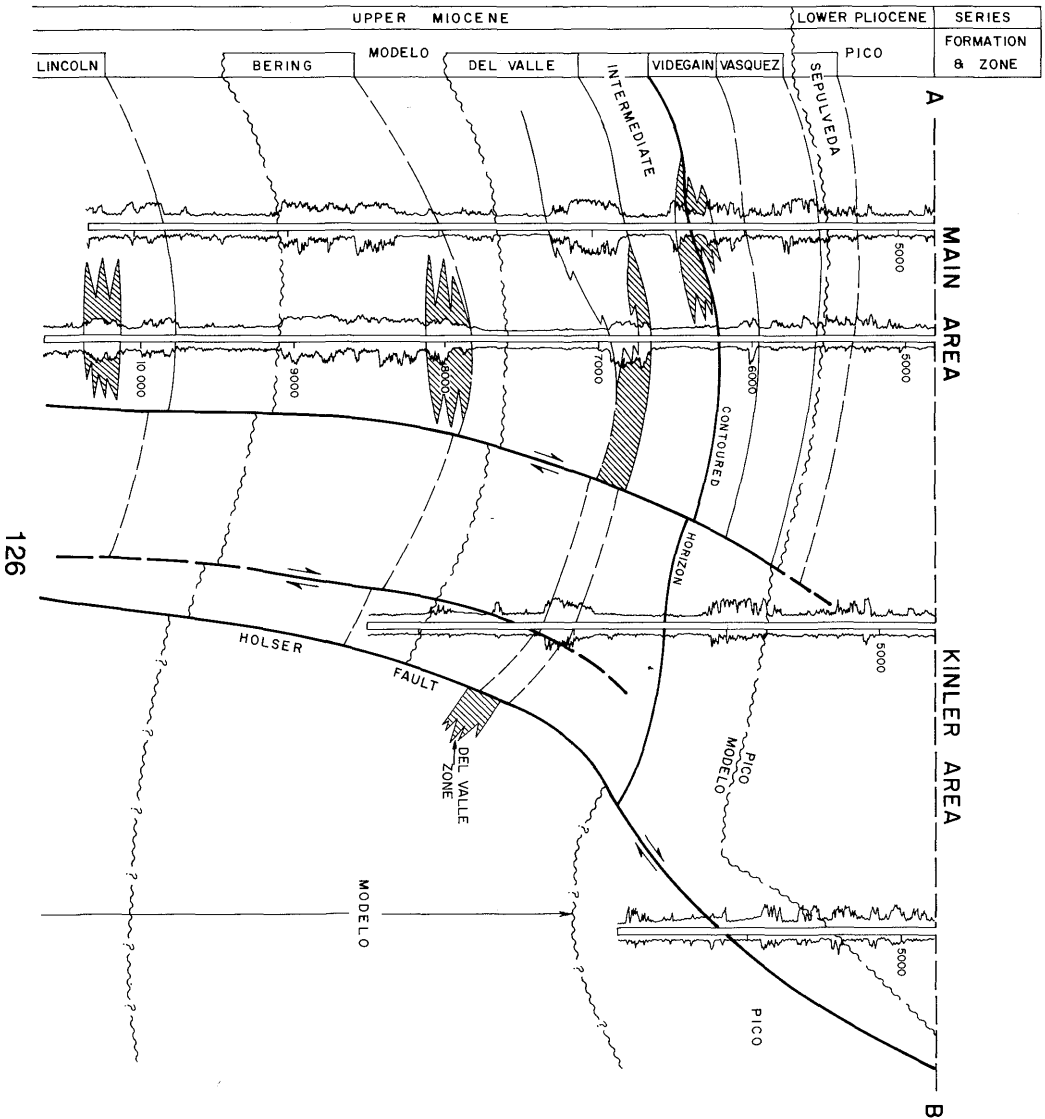 SERIES
FORMATION
& ZONE
LOWER PLIOCENE
UPPER MIOCENE
PICO
MODELO
SEPULVEDA
VASQUEZ
VIDEGAIN
INTERMEDIATE
DEL VALLE
BERING
LINCOLN
A
MAIN AREA
KINLER AREA
B
5000
5000
6000
7000
8000
9000
10 000
5000
5000
CONTOURED
HORIZON
PICO
MODELO
HOLSER
FAULT
DEL VALLE
ZONE
MODELO
PICO
?
?
?
?
?
?
?
?
?
?
126